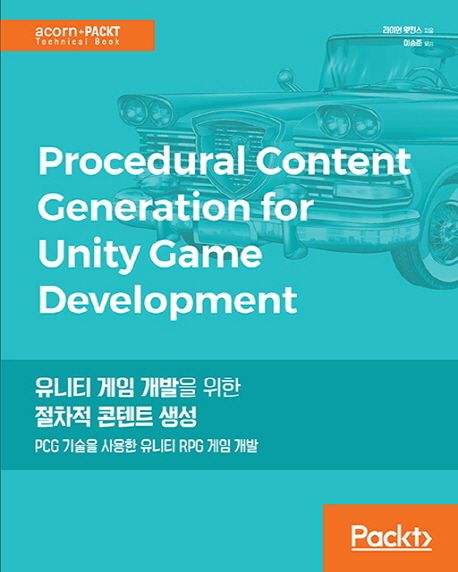 acorn+PACKT
Technical Book
라이언 왓킨스 지음
이승준 옮김
Procedural Content
Generation for
Unity Game
Development
유니티 게임 개발을 위한
절차적 콘텐트 생성
PCG 기술을 사용한 유니티 RPG 게임 개발
Packt>